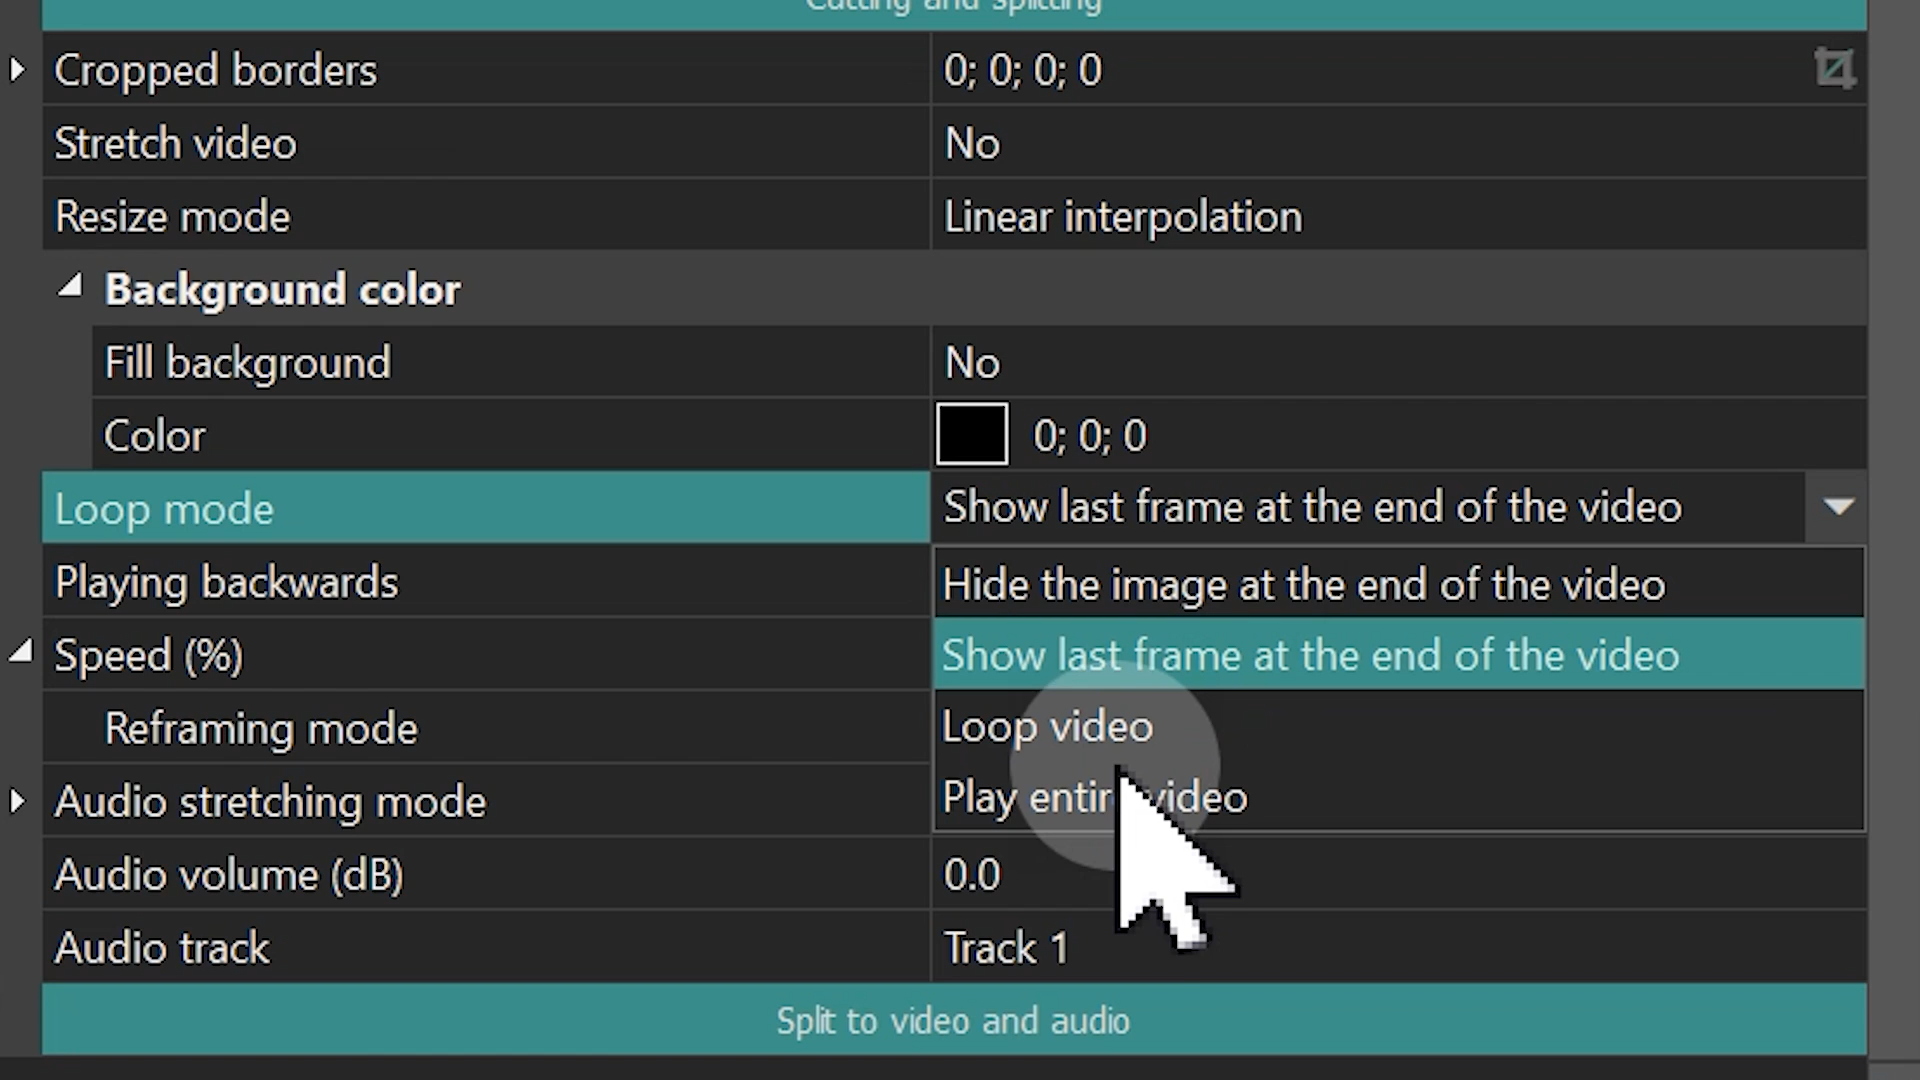 Cutting and splitting
Cropped borders 0; 0; 0; 0
Stretch video No
Resize mode Linear interpolation
Background color
Fill background No
Color 0; 0; 0
Loop mode Show last frame at the end of the video
Playing backwards Hide the image at the end of the video
Speed (%) Show last frame at the end of the video
Reframing mode Loop video
Audio stretching mode Play entire video
Audio volume (dB) 0.0
Audio track Track 1
Split to video and audio